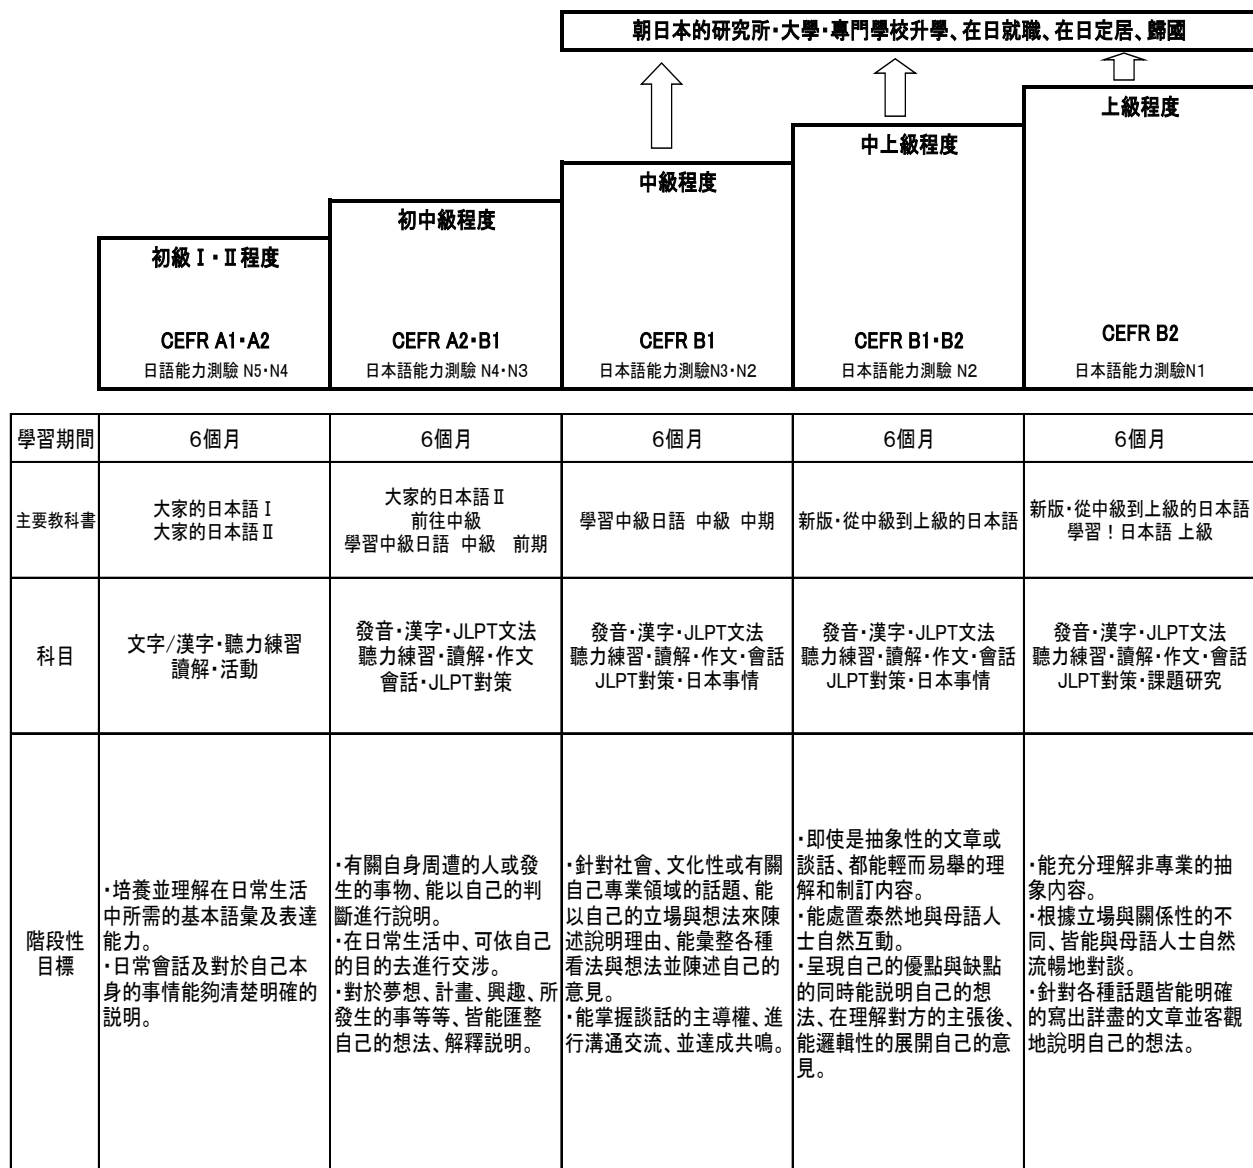 朝日本的研究所・大學・專門學校升學、在日就職、在日定居、歸國
上級程度
中上級程度
中級程度
初中級程度
初級Ⅰ・Ⅱ程度
CEFR A1・A2
日語能力測驗 N5・N4
CEFR A2・B1
日本語能力測驗 N4・N3
CEFR B1
日本語能力測驗N3・N2
CEFR B1・B2
日本語能力測驗 N2
CEFR B2
日本語能力測驗N1
學習期間
6個月
6個月
6個月
6個月
6個月
主要教科書
大家的日本語Ⅰ
大家的日本語Ⅱ
大家的日本語Ⅱ
前往中級
學習中級日語 中級 前期
學習中級日語 中級 中期
新版・從中級到上級的日本語
新版・從中級到上級的日本語
學習！日本語 上級
科目
文字/漢字・聽力練習
讀解・活動
發音・漢字・JLPT文法
聽力練習・讀解・作文
會話・JLPT對策
發音・漢字・JLPT文法
聽力練習・讀解・作文・會話
JLPT對策・日本事情
發音・漢字・JLPT文法
聽力練習・讀解・作文・會話
JLPT對策・日本事情
發音・漢字・JLPT文法
聽力練習・讀解・作文・會話
JLPT對策・課題研究
階段性
目標
・培養並理解在日常生活
中所需的基本語彙及表達
能力。
・日常會話及對於自己本
身的事情能夠清楚明確的
説明。
・有關自身周遭的人或發
生的事物、能以自己的判
斷進行說明。
・在日常生活中、可依自己
的目的去進行交涉。
・對於夢想、計畫、興趣、所
發生的事等等、皆能匯整
自己的想法、解釋説明。
・針對社會、文化性或有關
自己專業領域的話題、能
以自己的立場與想法來陳
述說明理由、能彙整各種
看法與想法並陳述自己的
意見。
・能掌握談話的主導權、進
行溝通交流、並達成共鳴。
・即使是抽象性的文章或
談話、都能輕而易舉的理
解和制訂内容。
・能處置泰然地與母語人
士自然互動。
・呈現自己的優點與缺點
的同時能説明自己的想
法、在理解對方的主張後、
能邏輯性的展開自己的意
見。
・能充分理解非專業的抽
象内容。
・根據立場與關係性的不
同、皆能與母語人士自然
流暢地對談。
・針對各種話題皆能明確
的寫出詳盡的文章並客觀
地說明自己的想法。